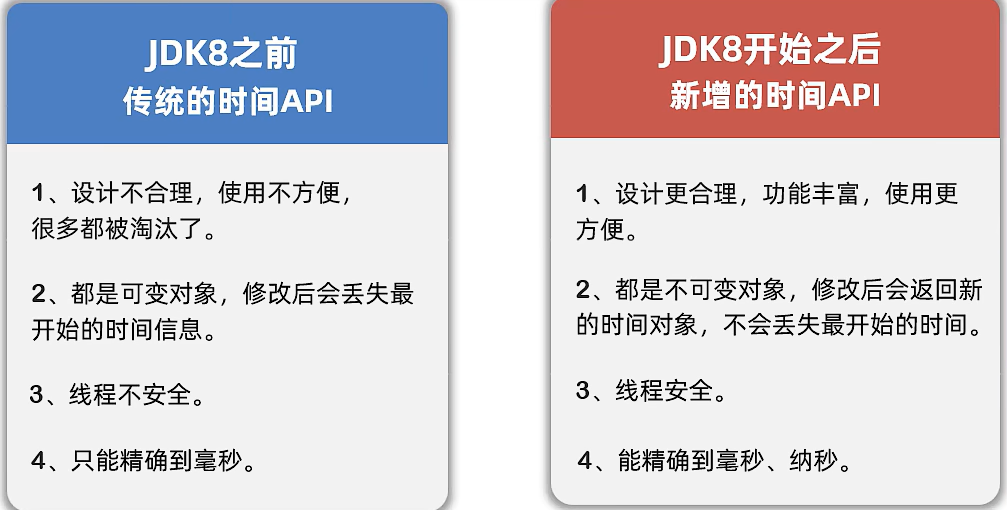 JDK8之前
传统的时间API
1、设计不合理，使用不方便，
很多都被淘汰了。
2、都是可变对象，修改后会丢失最
开始的时间信息。
3、线程不安全。
4、只能精确到毫秒。
JDK8开始之后
新增的时间API
1、设计更合理，功能丰富，使用更
方便。
2、都是不可变对象，修改后会返回新
的时间对象，不会丢失最开始的时间。
3、线程安全。
4、能精确到毫秒、纳秒。